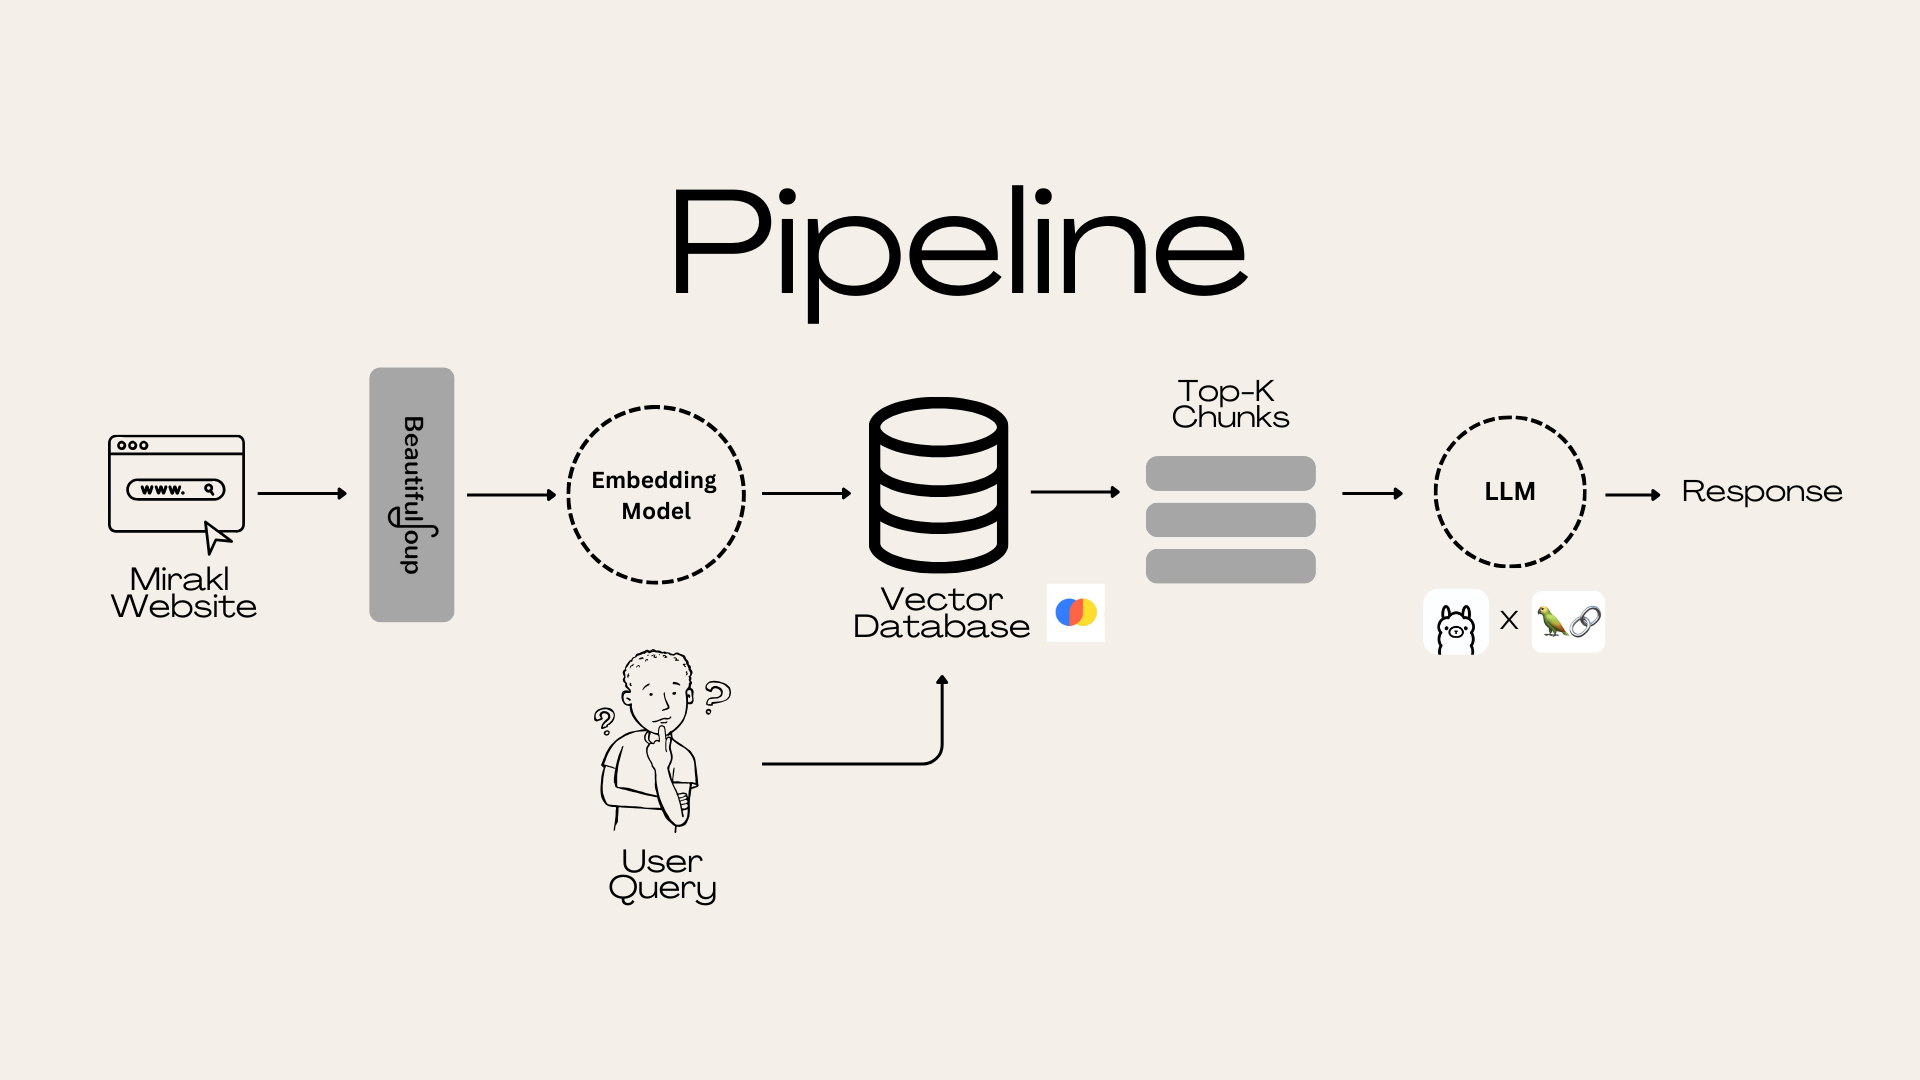 Pipeline
www.
Mirakl
Website
BeautifulSoup
Embedding
Model
Vector
Database
Top-K
Chunks
LLM
X
Response
?
?
User
Query